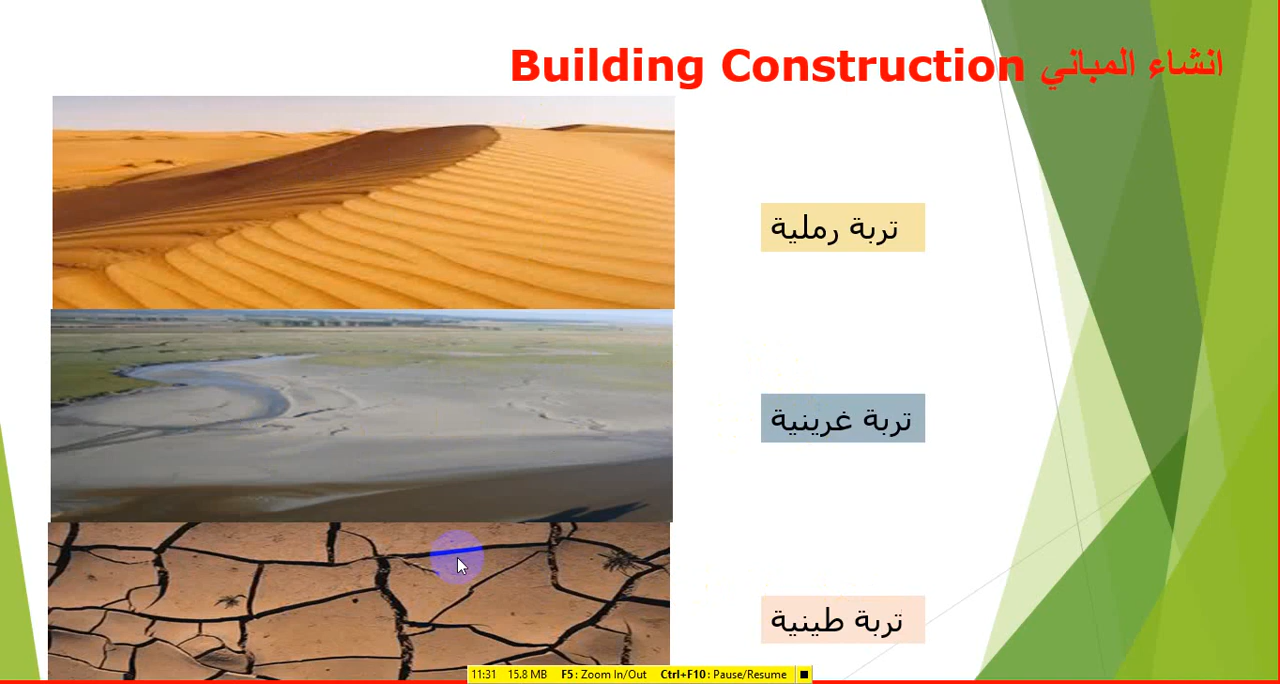 انشاء المباني Building Construction
تربة رملية
تربة غرينية
تربة طينية
11:31 15.8 MB F5: Zoom In/Out Ctrl+F10: Pause/Resume